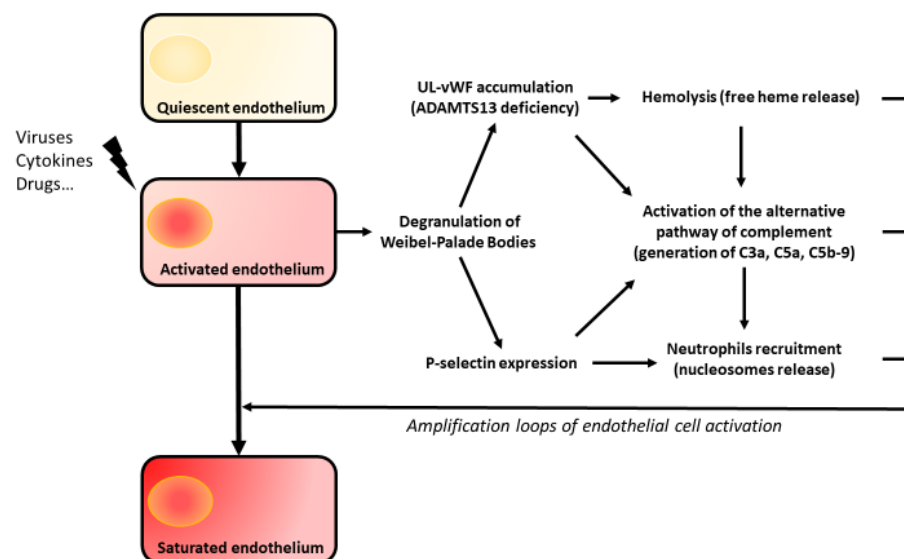 Quiescent endothelium
Viruses
Cytokines
Drugs...
Activated endothelium
Degranulation of
Weibel-Palade Bodies
UL-vWF accumulation
(ADAMTS13 deficiency)
Hemolysis (free heme release)
Activation of the alternative
pathway of complement
(generation of C3a, C5a, C5b-9)
P-selectin expression
Neutrophils recruitment
(nucleosomes release)
Amplification loops of endothelial cell activation
Saturated endothelium